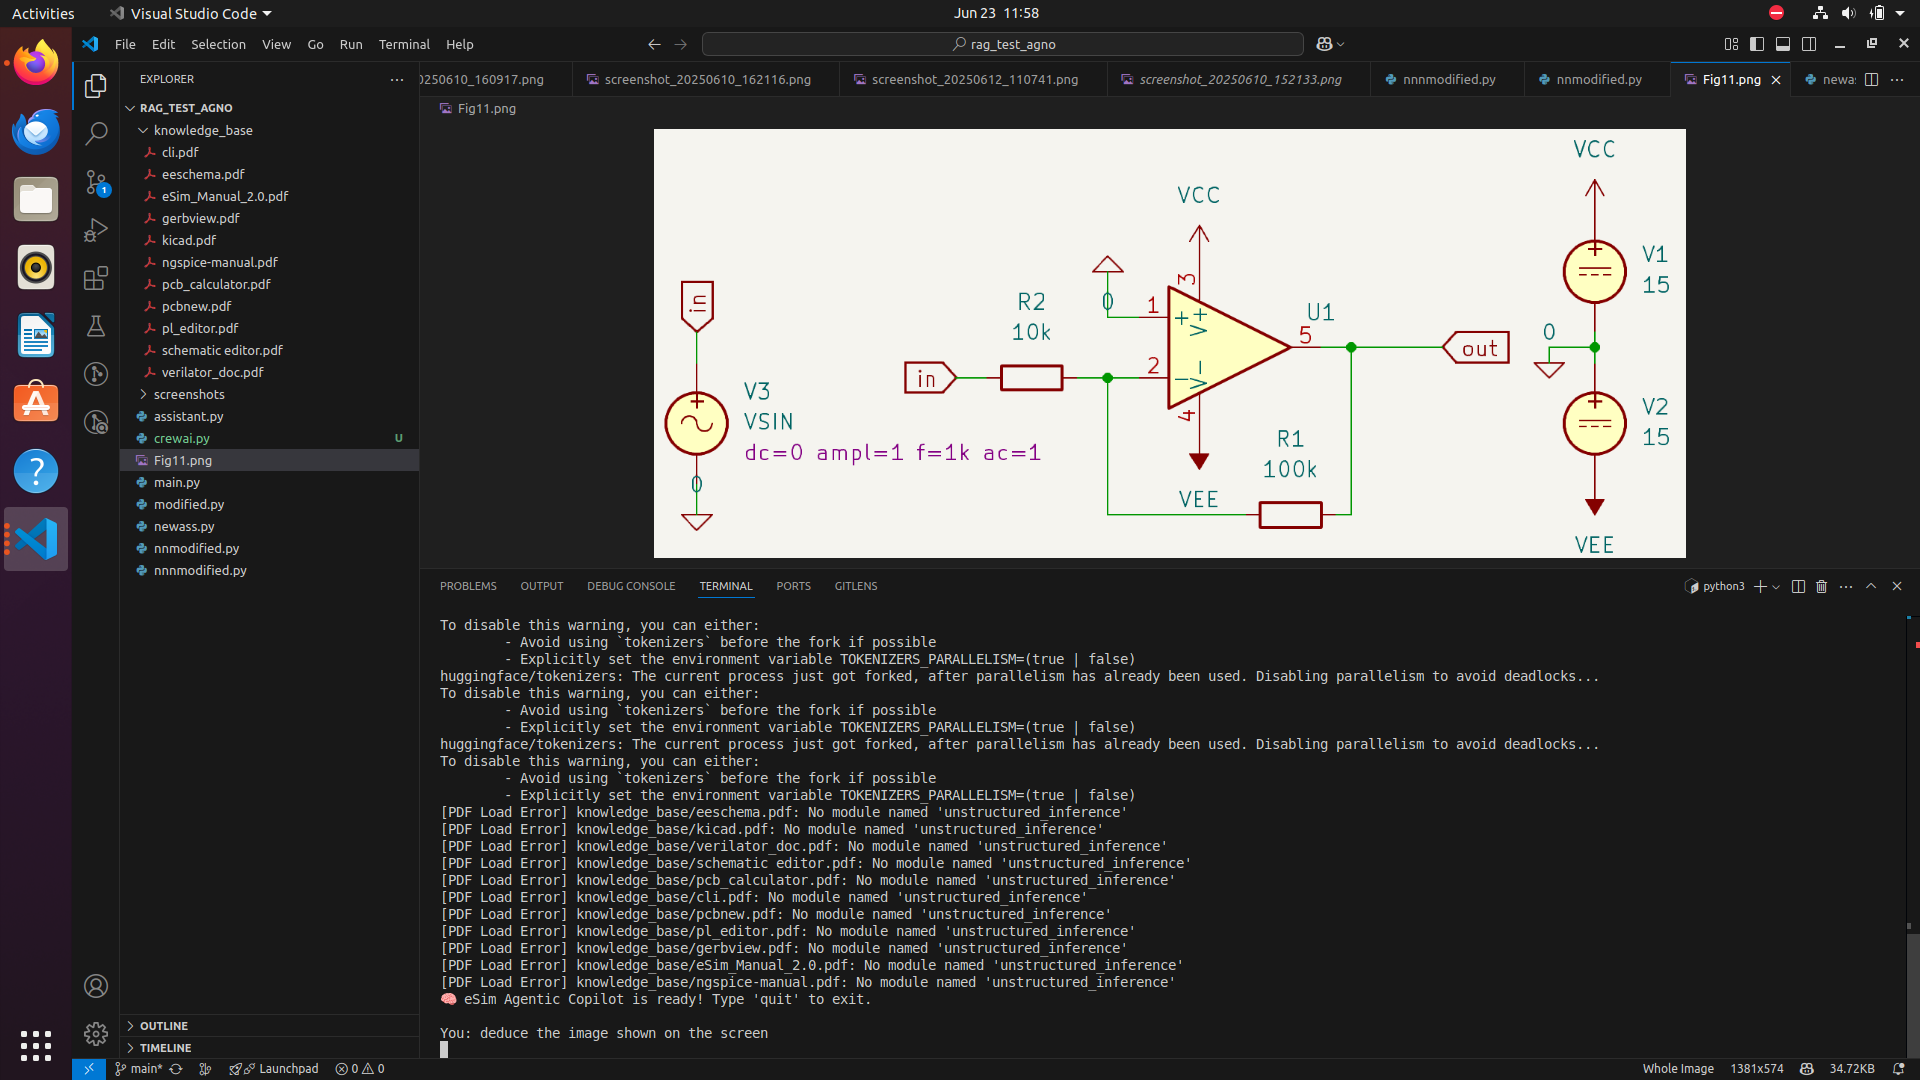 Activities
Visual Studio Code
Jun 23 11:58
File Edit Selection View Go Run Terminal Help
rag_test_agno
EXPLORER
RAG_TEST_AGNO
knowledge_base
cli.pdf
eeschema.pdf
eSim_Manual_2.0.pdf
gerbview.pdf
kicad.pdf
ngspice-manual.pdf
pcb_calculator.pdf
pcbnew.pdf
pl_editor.pdf
schematic editor.pdf
verilator_doc.pdf
screenshots
assistant.py
crewai.py U
Fig11.png
main.py
modified.py
newass.py
nnmodified.py
nnnmodified.py
OUTLINE
TIMELINE
1
?
20250610_160917.png
screenshot_20250610_162116.png
screenshot_20250612_110741.png
screenshot_20250610_152133.png
nnnmodified.py
nnmodified.py
Fig11.png
newas
Fig11.png
in
V3
VSIN
dc=0 ampl=1 f=1k ac=1
0
in
R2
10k
0
VCC
3
1
2
4
5
+
−
V+
V−
U1
VEE
R1
100k
out
VCC
V1
15
0
V2
15
VEE
PROBLEMS OUTPUT DEBUG CONSOLE TERMINAL PORTS GITLENS
python3
To disable this warning, you can either:
- Avoid using `tokenizers` before the fork if possible
- Explicitly set the environment variable TOKENIZERS_PARALLELISM=(true | false)
huggingface/tokenizers: The current process just got forked, after parallelism has already been used. Disabling parallelism to avoid deadlocks...
To disable this warning, you can either:
- Avoid using `tokenizers` before the fork if possible
- Explicitly set the environment variable TOKENIZERS_PARALLELISM=(true | false)
huggingface/tokenizers: The current process just got forked, after parallelism has already been used. Disabling parallelism to avoid deadlocks...
To disable this warning, you can either:
- Avoid using `tokenizers` before the fork if possible
- Explicitly set the environment variable TOKENIZERS_PARALLELISM=(true | false)
[PDF Load Error] knowledge_base/eeschema.pdf: No module named 'unstructured_inference'
[PDF Load Error] knowledge_base/kicad.pdf: No module named 'unstructured_inference'
[PDF Load Error] knowledge_base/verilator_doc.pdf: No module named 'unstructured_inference'
[PDF Load Error] knowledge_base/schematic editor.pdf: No module named 'unstructured_inference'
[PDF Load Error] knowledge_base/pcb_calculator.pdf: No module named 'unstructured_inference'
[PDF Load Error] knowledge_base/cli.pdf: No module named 'unstructured_inference'
[PDF Load Error] knowledge_base/pcbnew.pdf: No module named 'unstructured_inference'
[PDF Load Error] knowledge_base/pl_editor.pdf: No module named 'unstructured_inference'
[PDF Load Error] knowledge_base/gerbview.pdf: No module named 'unstructured_inference'
[PDF Load Error] knowledge_base/eSim_Manual_2.0.pdf: No module named 'unstructured_inference'
[PDF Load Error] knowledge_base/ngspice-manual.pdf: No module named 'unstructured_inference'
🧠 eSim Agentic Copilot is ready! Type 'quit' to exit.
You: deduce the image shown on the screen
main* Launchpad 0 0 Whole Image 1381x574 34.72KB